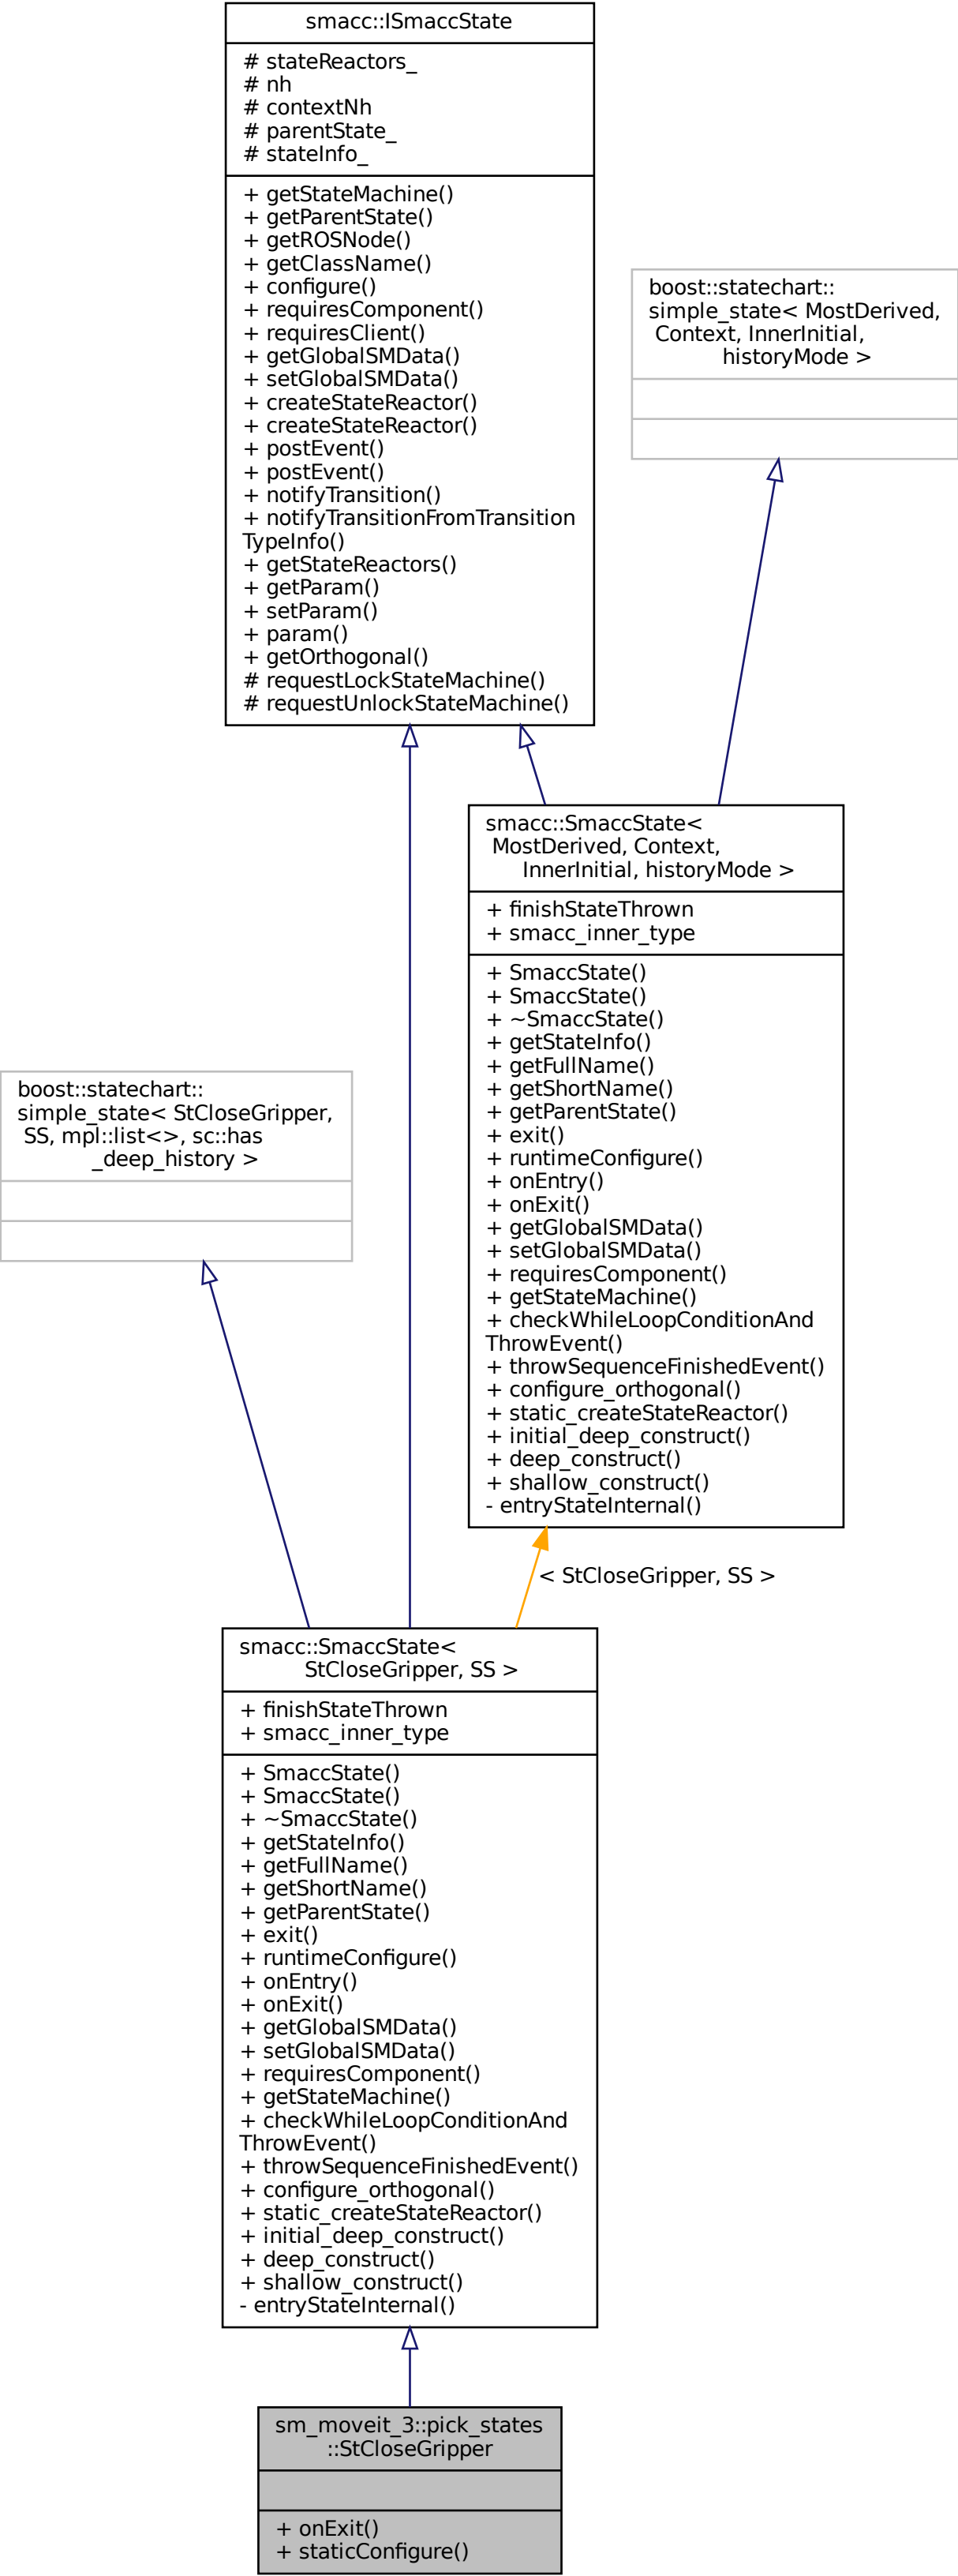 smacc::ISmaccState
# stateReactors_
# nh
# contextNh
# parentState_
# stateInfo_
+ getStateMachine()
+ getParentState()
+ getROSNode()
+ getClassName()
+ configure()
+ requiresComponent()
+ requiresClient()
+ getGlobalSMData()
+ setGlobalSMData()
+ createStateReactor()
+ createStateReactor()
+ postEvent()
+ postEvent()
+ notifyTransition()
+ notifyTransitionFromTransition
TypeInfo()
+ getStateReactors()
+ getParam()
+ setParam()
+ param()
+ getOrthogonal()
# requestLockStateMachine()
# requestUnlockStateMachine()
boost::statechart::
simple_state< MostDerived,
Context, InnerInitial,
historyMode >
smacc::SmaccState<
MostDerived, Context,
InnerInitial, historyMode >
+ finishStateThrown
+ smacc_inner_type
+ SmaccState()
+ SmaccState()
+ ~SmaccState()
+ getStateInfo()
+ getFullName()
+ getShortName()
+ getParentState()
+ exit()
+ runtimeConfigure()
+ onEntry()
+ onExit()
+ getGlobalSMData()
+ setGlobalSMData()
+ requiresComponent()
+ getStateMachine()
+ checkWhileLoopConditionAnd
ThrowEvent()
+ throwSequenceFinishedEvent()
+ configure_orthogonal()
+ static_createStateReactor()
+ initial_deep_construct()
+ deep_construct()
+ shallow_construct()
- entryStateInternal()
boost::statechart::
simple_state< StCloseGripper,
SS, mpl::list<>, sc::has
_deep_history >
< StCloseGripper, SS >
smacc::SmaccState<
StCloseGripper, SS >
+ finishStateThrown
+ smacc_inner_type
+ SmaccState()
+ SmaccState()
+ ~SmaccState()
+ getStateInfo()
+ getFullName()
+ getShortName()
+ getParentState()
+ exit()
+ runtimeConfigure()
+ onEntry()
+ onExit()
+ getGlobalSMData()
+ setGlobalSMData()
+ requiresComponent()
+ getStateMachine()
+ checkWhileLoopConditionAnd
ThrowEvent()
+ throwSequenceFinishedEvent()
+ configure_orthogonal()
+ static_createStateReactor()
+ initial_deep_construct()
+ deep_construct()
+ shallow_construct()
- entryStateInternal()
sm_moveit_3::pick_states
::StCloseGripper
+ onExit()
+ staticConfigure()